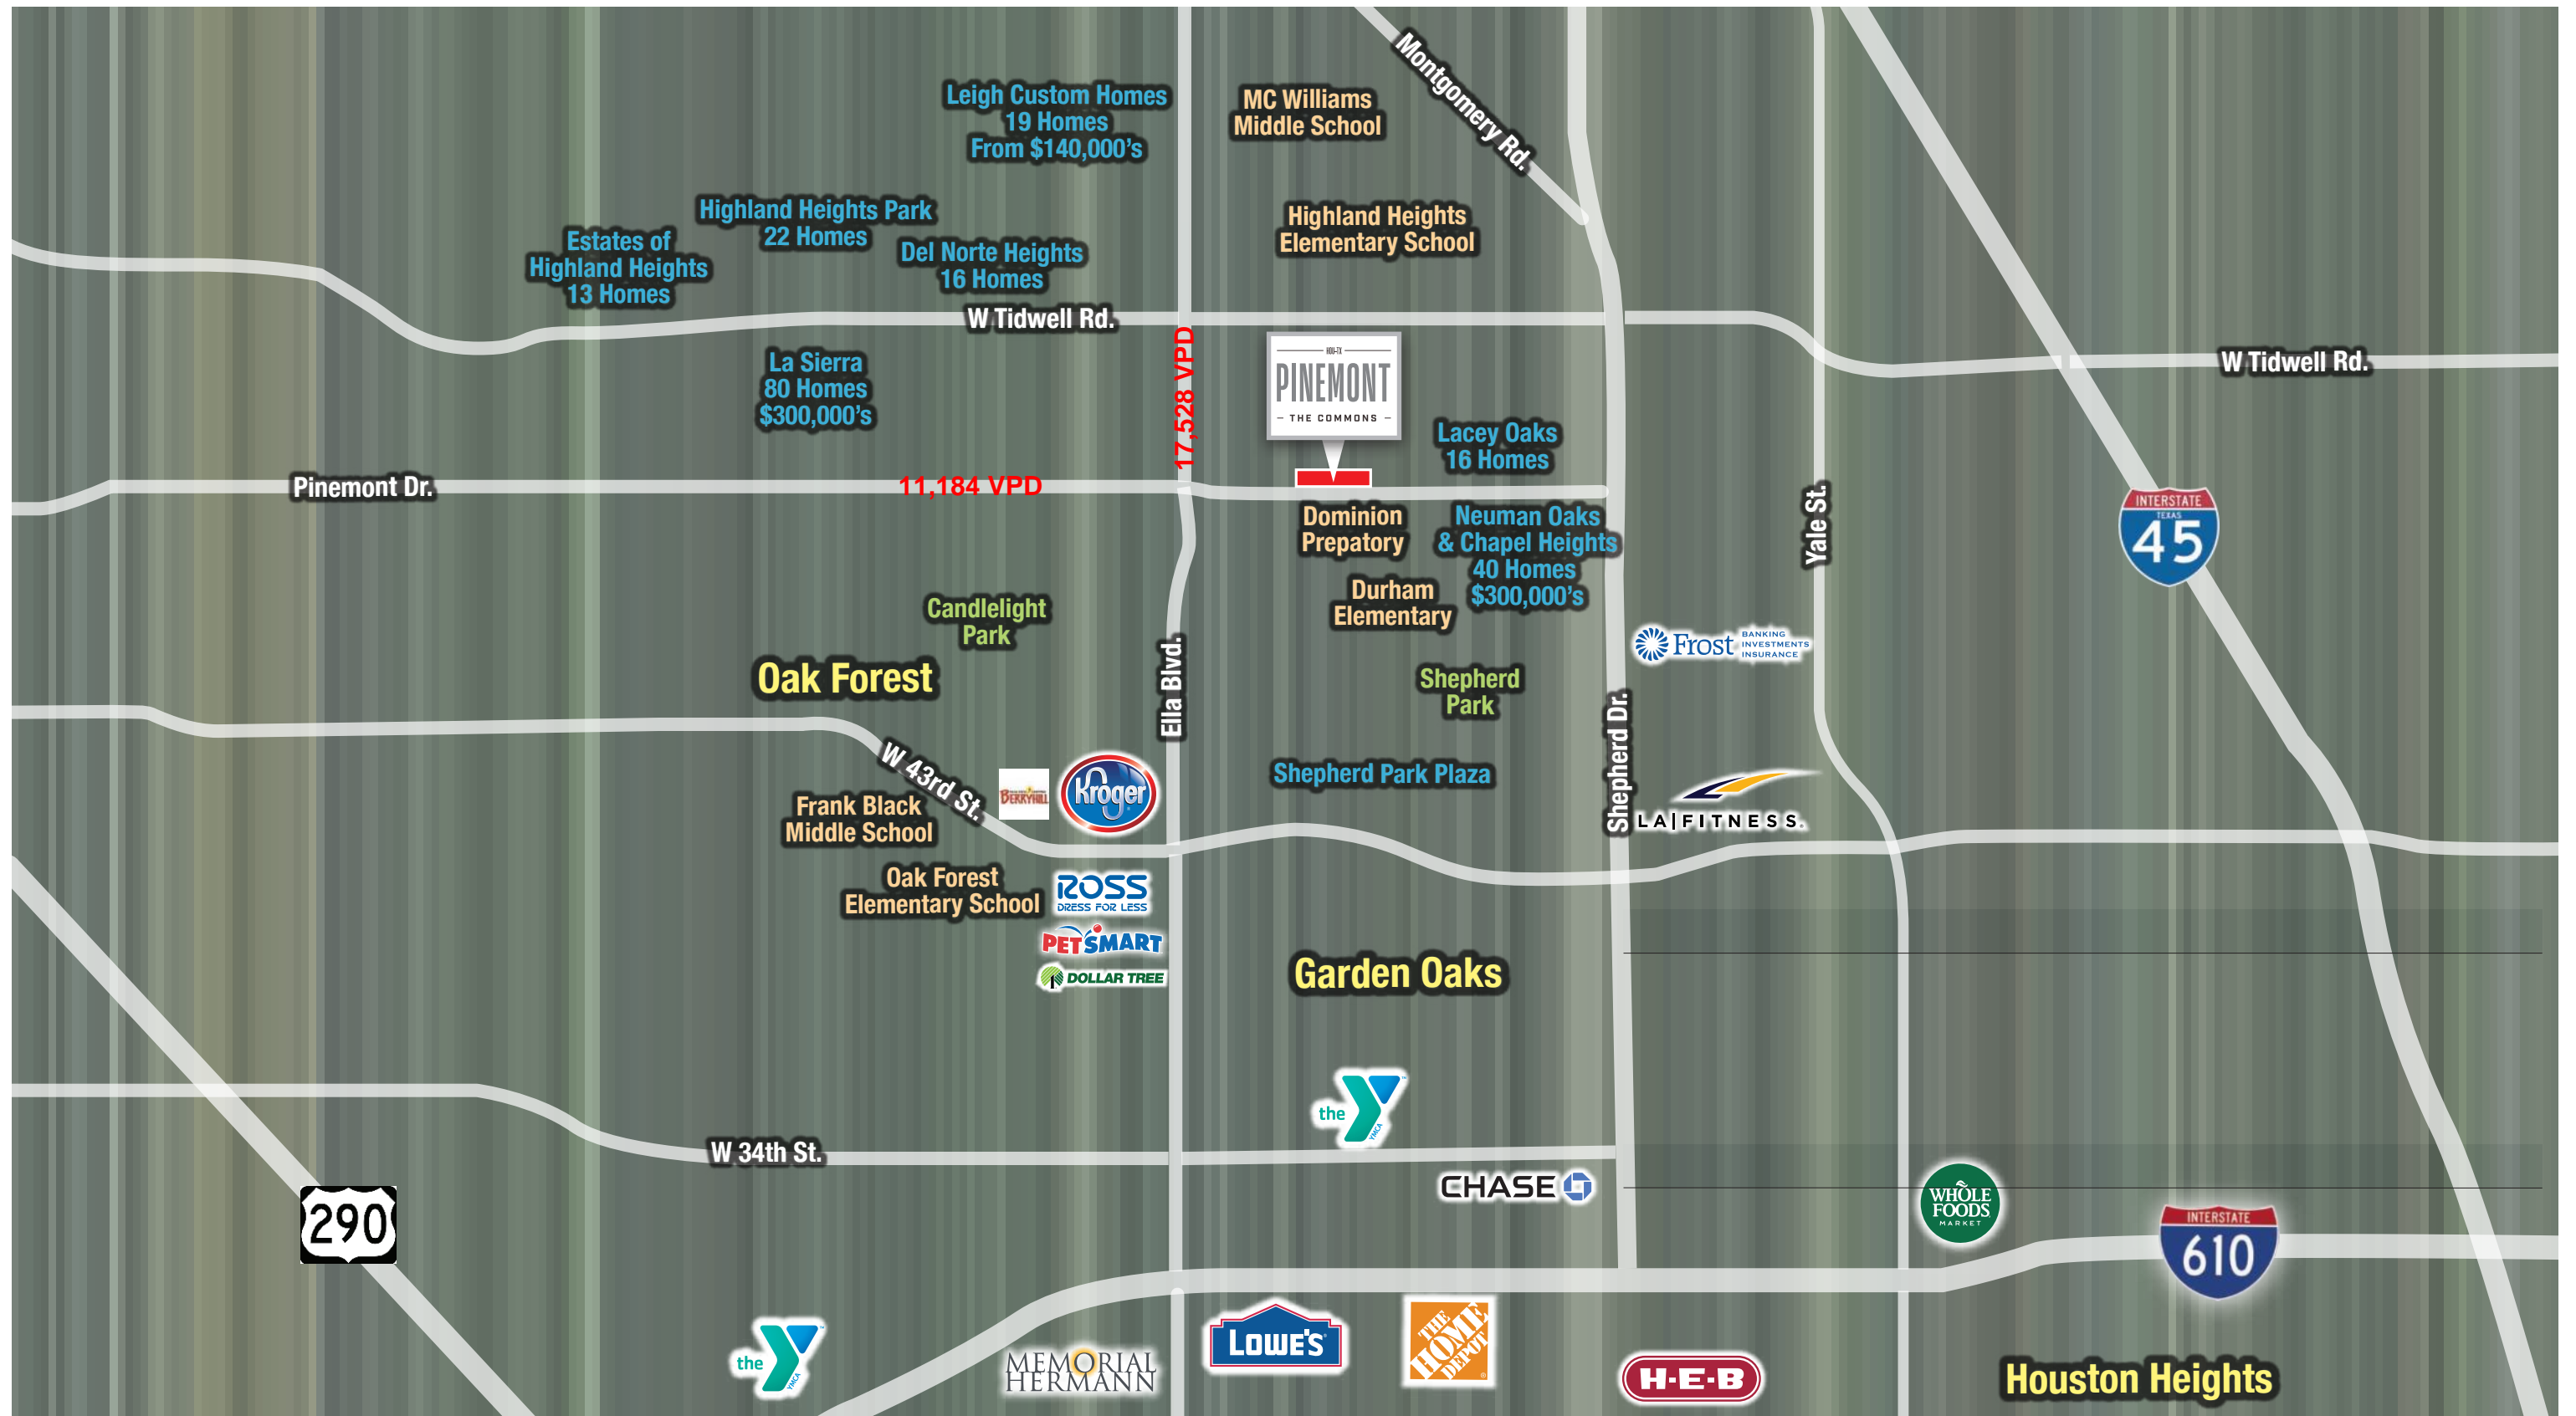 Montgomery Rd.
Leigh Custom Homes
19 Homes
From $140,000's
MC Williams
Middle School
Highland Heights Park
22 Homes
Highland Heights
Elementary School
Estates of
Highland Heights
13 Homes
Del Norte Heights
16 Homes
W Tidwell Rd.
W Tidwell Rd.
17,528 VPD
HOU-TX
PINEMONT
- THE COMMONS -
La Sierra
80 Homes
$300,000's
Lacey Oaks
16 Homes
Pinemont Dr.
11,184 VPD
Yale St.
INTERSTATE
TEXAS
45
Dominion
Prepatory
Neuman Oaks
& Chapel Heights
40 Homes
$300,000's
Durham
Elementary
Candlelight
Park
Frost
BANKING
INVESTMENTS
INSURANCE
Oak Forest
Ella Blvd.
Shepherd
Park
Shepherd Dr.
W 43rd St.
BERRYHILL
Kroger
Shepherd Park Plaza
LA|FITNESS.
Frank Black
Middle School
Oak Forest
Elementary School
ROSS
DRESS FOR LESS
PETSMART
DOLLAR TREE
Garden Oaks
the
YMCA
W 34th St.
CHASE
WHOLE
FOODS
MARKET
290
INTERSTATE
610
the
YMCA
MEMORIAL
HERMANN
LOWE'S
THE
HOME
DEPOT
H-E-B
Houston Heights